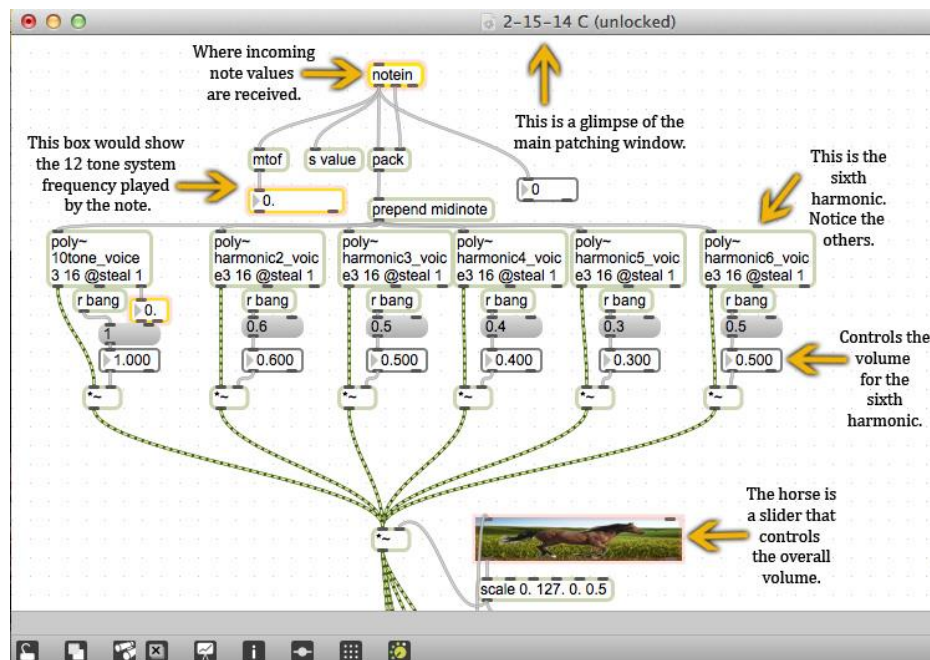 2-15-14 C (unlocked)
Where incoming
note values
are received.
notein
This is a glimpse of the
main patching window.
This box would show
the 12 tone system
frequency played
by the note.
mtof
s value
pack
0.
0
prepend midinote
This is the
sixth
harmonic.
Notice the
others.
poly~
10tone_voice
3 16 @steal 1
poly~
harmonic2_voic
e3 16 @steal 1
poly~
harmonic3_voic
e3 16 @steal 1
poly~
harmonic4_voic
e3 16 @steal 1
poly~
harmonic5_voic
e3 16 @steal 1
poly~
harmonic6_voic
e3 16 @steal 1
r bang
0.
r bang
r bang
r bang
r bang
r bang
1
0.6
0.5
0.4
0.3
0.5
1.000
0.600
0.500
0.400
0.300
0.500
Controls the
volume
for the
sixth
harmonic.
*~
*~
*~
*~
*~
*~
*~
The horse is
a slider that
controls
the overall
volume.
scale 0. 127. 0. 0.5